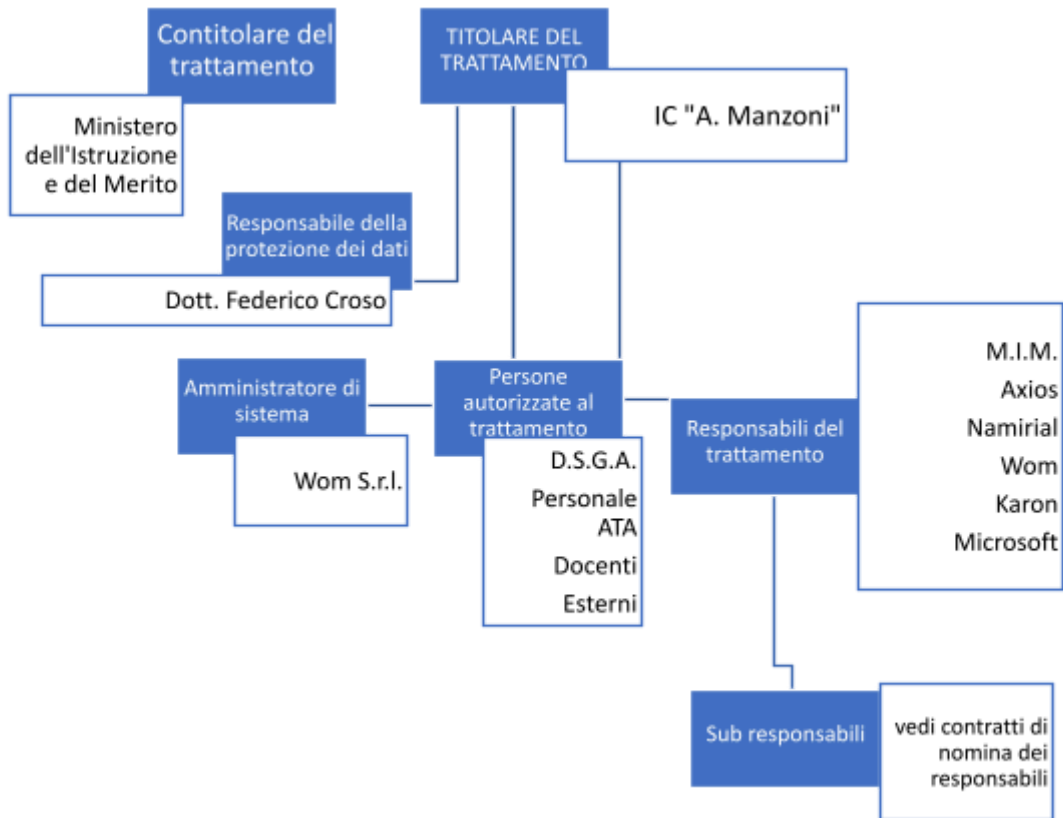 Contitolare del
trattamento
Ministero
dell'Istruzione
e del Merito
TITOLARE DEL
TRATTAMENTO
IC "A. Manzoni"
Responsabile della
protezione dei dati
Dott. Federico Croso
Amministratore di
sistema
Wom S.r.l.
Persone
autorizzate al
trattamento
D.S.G.A.
Personale
ATA
Docenti
Esterni
Responsabili del
trattamento
M.I.M.
Axios
Namirial
Wom
Karon
Microsoft
Sub responsabili
vedi contratti di
nomina dei
responsabili